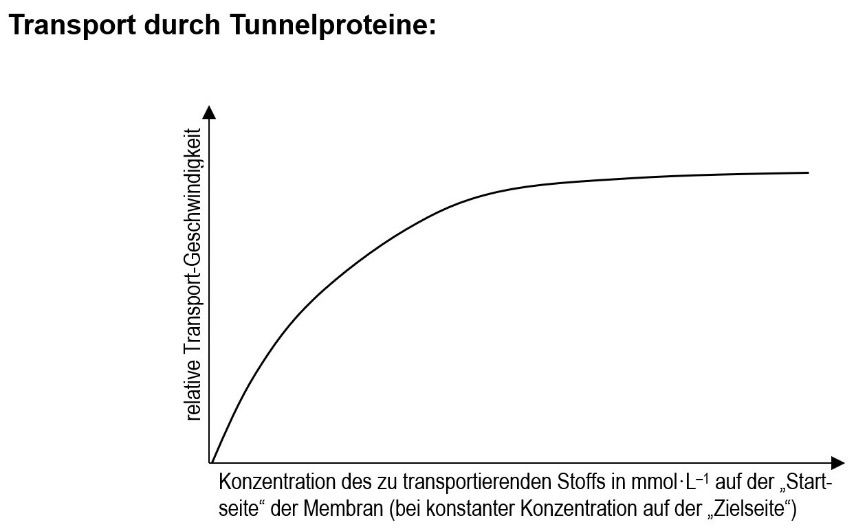 Transport durch Tunnelproteine:
relative Transport-Geschwindigkeit
Konzentration des zu transportierenden Stoffs in mmol·L⁻¹ auf der „Start-
seite“ der Membran (bei konstanter Konzentration auf der „Zielseite“)